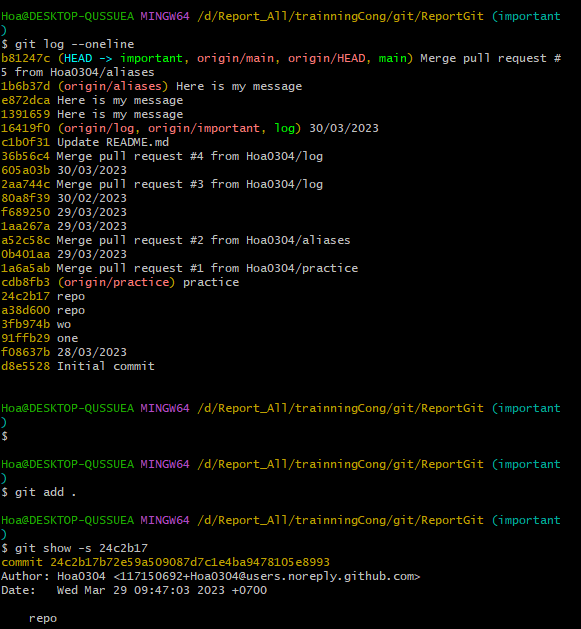 Hoa@DESKTOP-QUSSUEA MINGW64 /d/Report_All/trainningCong/git/ReportGit (important
)
$ git log --oneline
b81247c (HEAD -> important, origin/main, origin/HEAD, main) Merge pull request #
5 from Hoa0304/aliases
1b6b37d (origin/aliases) Here is my message
e872dca Here is my message
1391659 Here is my message
16419f0 (origin/log, origin/important, log) 30/03/2023
c1b0f31 Update README.md
36b56c4 Merge pull request #4 from Hoa0304/log
605a03b 30/03/2023
2aa744c Merge pull request #3 from Hoa0304/log
80a8f39 30/02/2023
f689250 29/03/2023
1aa267a 29/03/2023
a52c58c Merge pull request #2 from Hoa0304/aliases
0b401aa 29/03/2023
1a6a5ab Merge pull request #1 from Hoa0304/practice
cdb8fb3 (origin/practice) practice
24c2b17 repo
a38d600 repo
3fb974b wo
91ffb29 one
f08637b 28/03/2023
d8e5528 Initial commit
Hoa@DESKTOP-QUSSUEA MINGW64 /d/Report_All/trainningCong/git/ReportGit (important
)
$
Hoa@DESKTOP-QUSSUEA MINGW64 /d/Report_All/trainningCong/git/ReportGit (important
)
$ git add .
Hoa@DESKTOP-QUSSUEA MINGW64 /d/Report_All/trainningCong/git/ReportGit (important
)
$ git show -s 24c2b17
commit 24c2b17b72e59a509087d7c1e4ba9478105e8993
Author: Hoa0304 <117150692+Hoa0304@users.noreply.github.com>
Date:   Wed Mar 29 09:47:03 2023 +0700
    repo